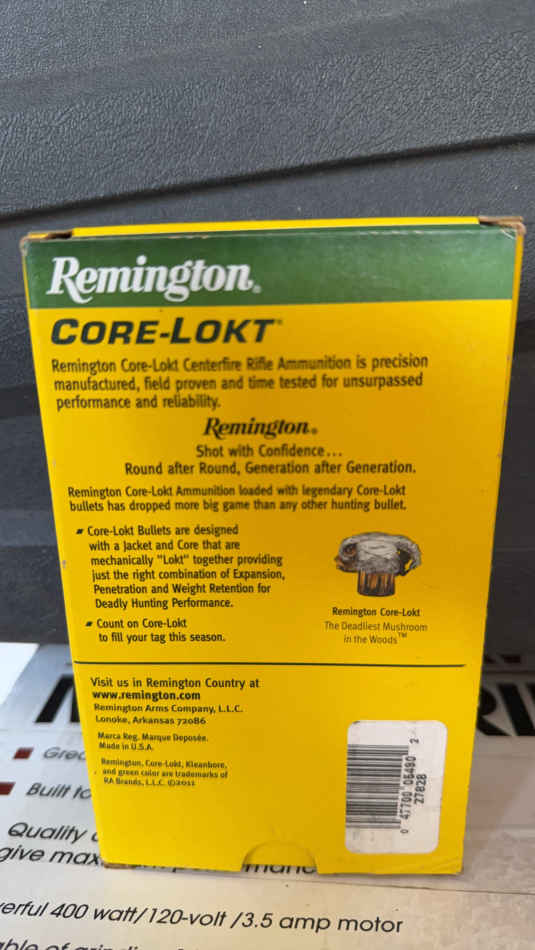 Remington®
CORE-LOKT™
Remington Core-Lokt Centerfire Rifle Ammunition is precision
manufactured, field proven and time tested for unsurpassed
performance and reliability.
Remington®
Shot with Confidence...
Round after Round, Generation after Generation.
Remington Core-Lokt Ammunition loaded with legendary Core-Lokt
bullets has dropped more big game than any other hunting bullet.
Core-Lokt Bullets are designed
with a Jacket and Core that are
mechanically "Lokt" together providing
just the right combination of Expansion,
Penetration and Weight Retention for
Deadly Hunting Performance.
Count on Core-Lokt
to fill your tag this season.
Remington Core-Lokt
The Deadliest Mushroom
in the Woods™
Visit us in Remington Country at
www.remington.com
Remington Arms Company, L.L.C.
Lonoke, Arkansas 72086
Marca Reg. Marque Deposée.
Made in U.S.A.
Remington, Core-Lokt, Kleanbore,
and green color are trademarks of
RA Brands, L.L.C. ©2011
0 47700 05490 2
27828
Built
Quality
give
400 watt/120-volt /3.5 amp motor